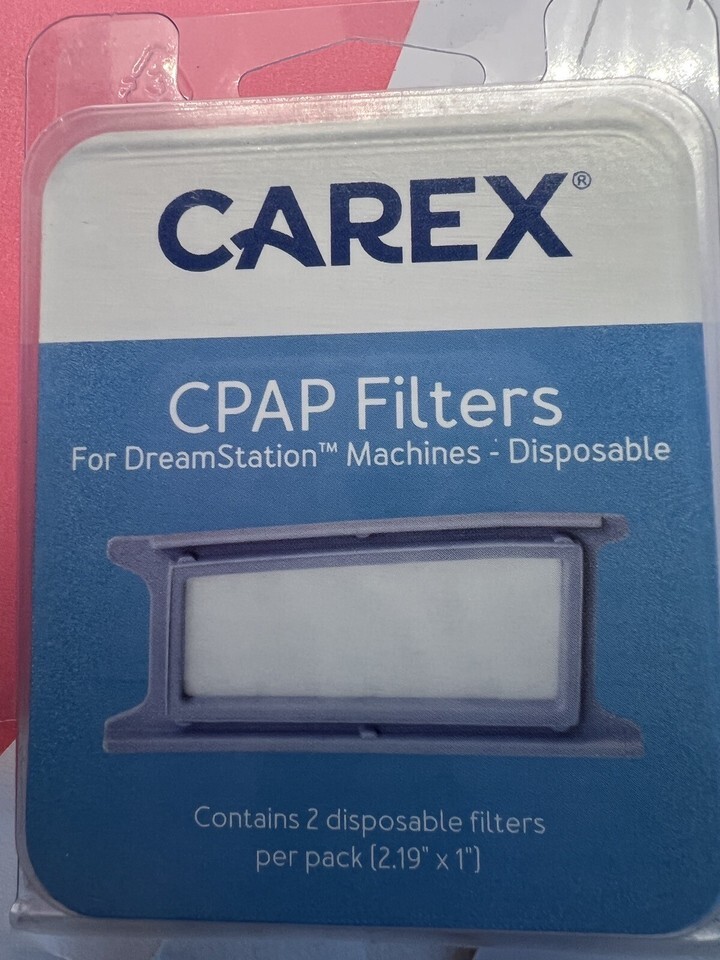 CAREX®
CPAP Filters
For DreamStation™ Machines - Disposable
Contains 2 disposable filters
per pack (2.19" x 1")